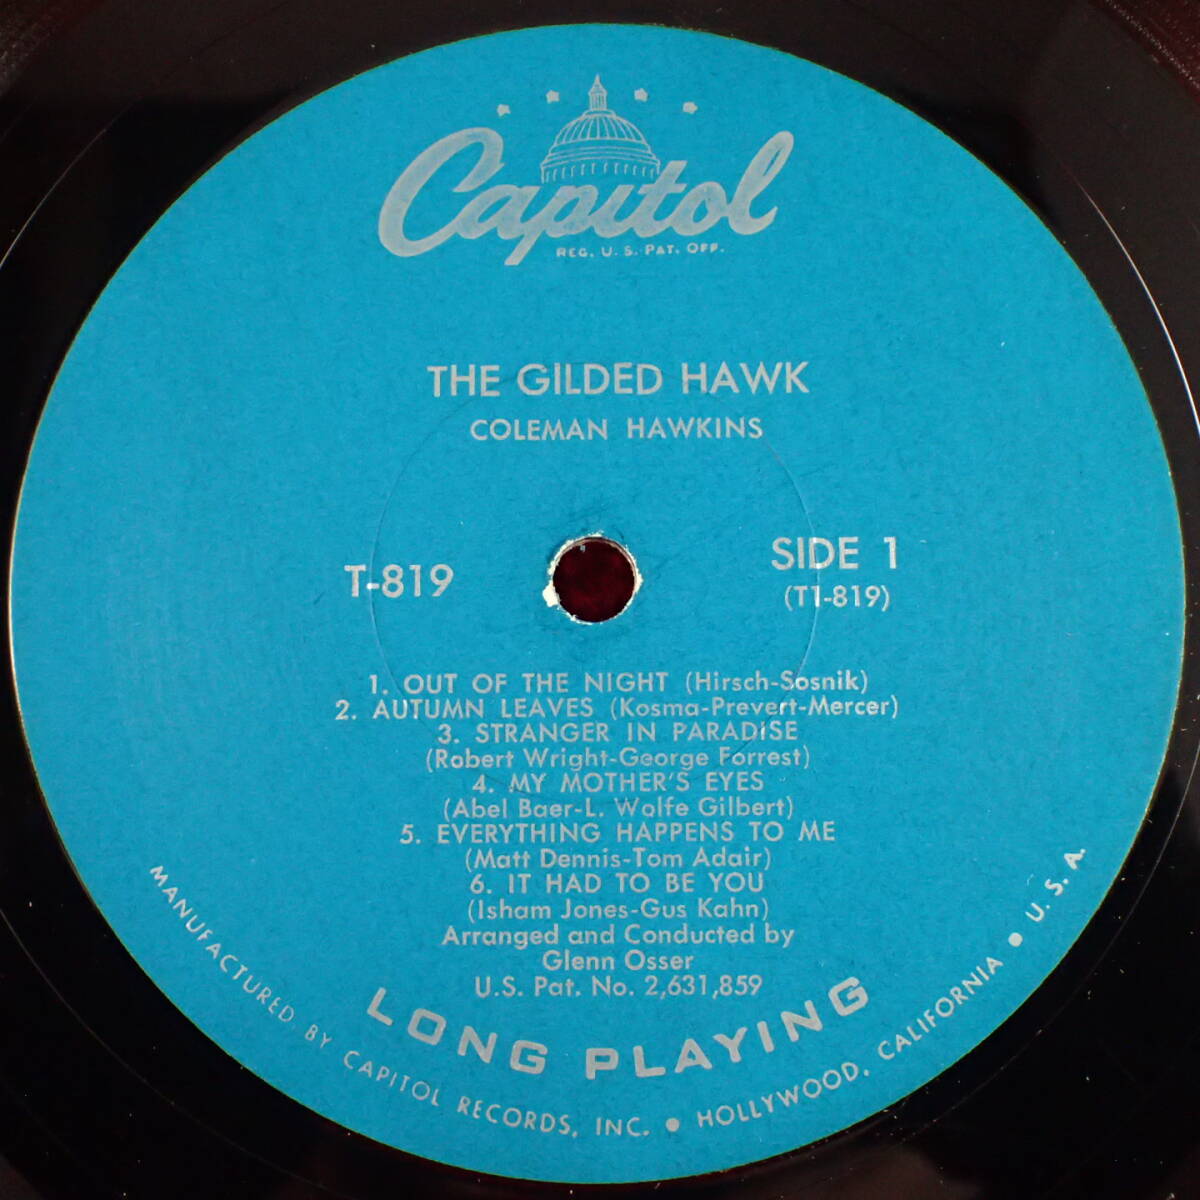 Capitol
REG. U. S. PAT. OFF.
THE GILDED HAWK
COLEMAN HAWKINS
T-819
SIDE 1
(T1-819)
1. OUT OF THE NIGHT (Hirsch-Sosnik)
2. AUTUMN LEAVES (Kosma-Prevert-Mercer)
3. STRANGER IN PARADISE
(Robert Wright-George Forrest)
4. MY MOTHER'S EYES
(Abel Baer-L. Wolfe Gilbert)
5. EVERYTHING HAPPENS TO ME
(Matt Dennis-Tom Adair)
6. IT HAD TO BE YOU
(Isham Jones-Gus Kahn)
Arranged and Conducted by
Glenn Osser
U.S. Pat. No. 2,631,859
LONG PLAYING
MANUFACTURED BY CAPITOL RECORDS, INC. • HOLLYWOOD, CALIFORNIA • U. S. A.